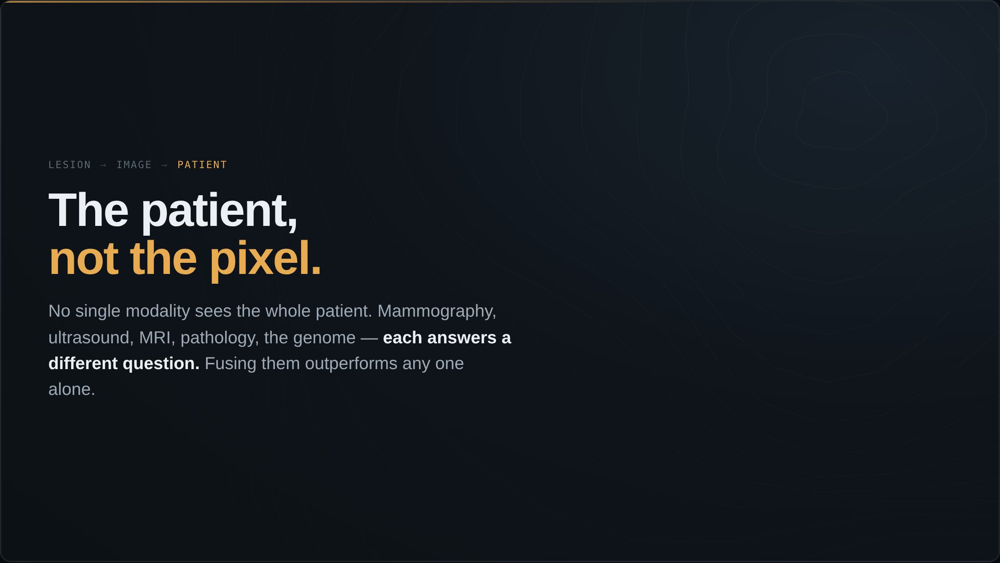 LESION → IMAGE → PATIENT
The patient,
not the pixel.
No single modality sees the whole patient. Mammography,
ultrasound, MRI, pathology, the genome — each answers a
different question. Fusing them outperforms any one
alone.